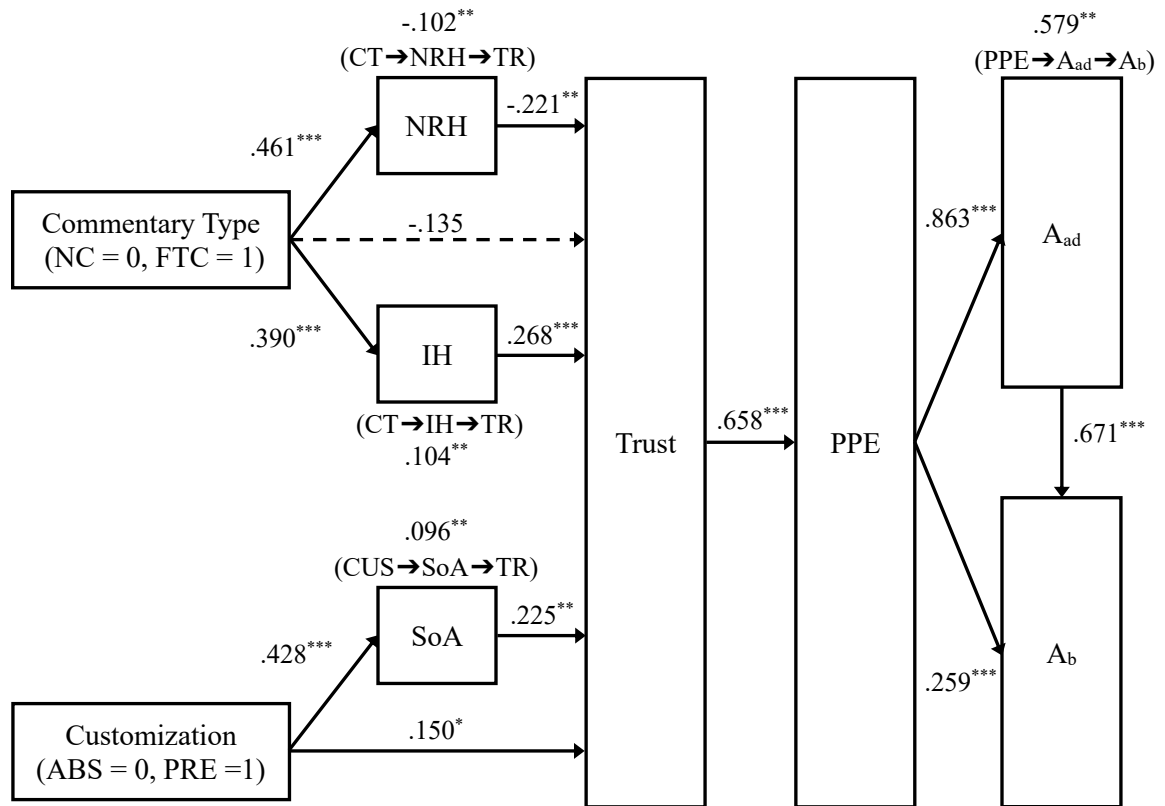 -.102**
(CT➔NRH➔TR)
NRH
-.221**
.461***
Commentary Type
(NC = 0, FTC = 1)
-.135
.390***
IH
.268***
(CT➔IH➔TR)
.104**
.096**
(CUS➔SoA➔TR)
SoA
.225**
.428***
Customization
(ABS = 0, PRE =1)
.150*
Trust
.658***
PPE
.579**
(PPE➔Aad➔Ab)
.863***
Aad
.671***
.259***
Ab